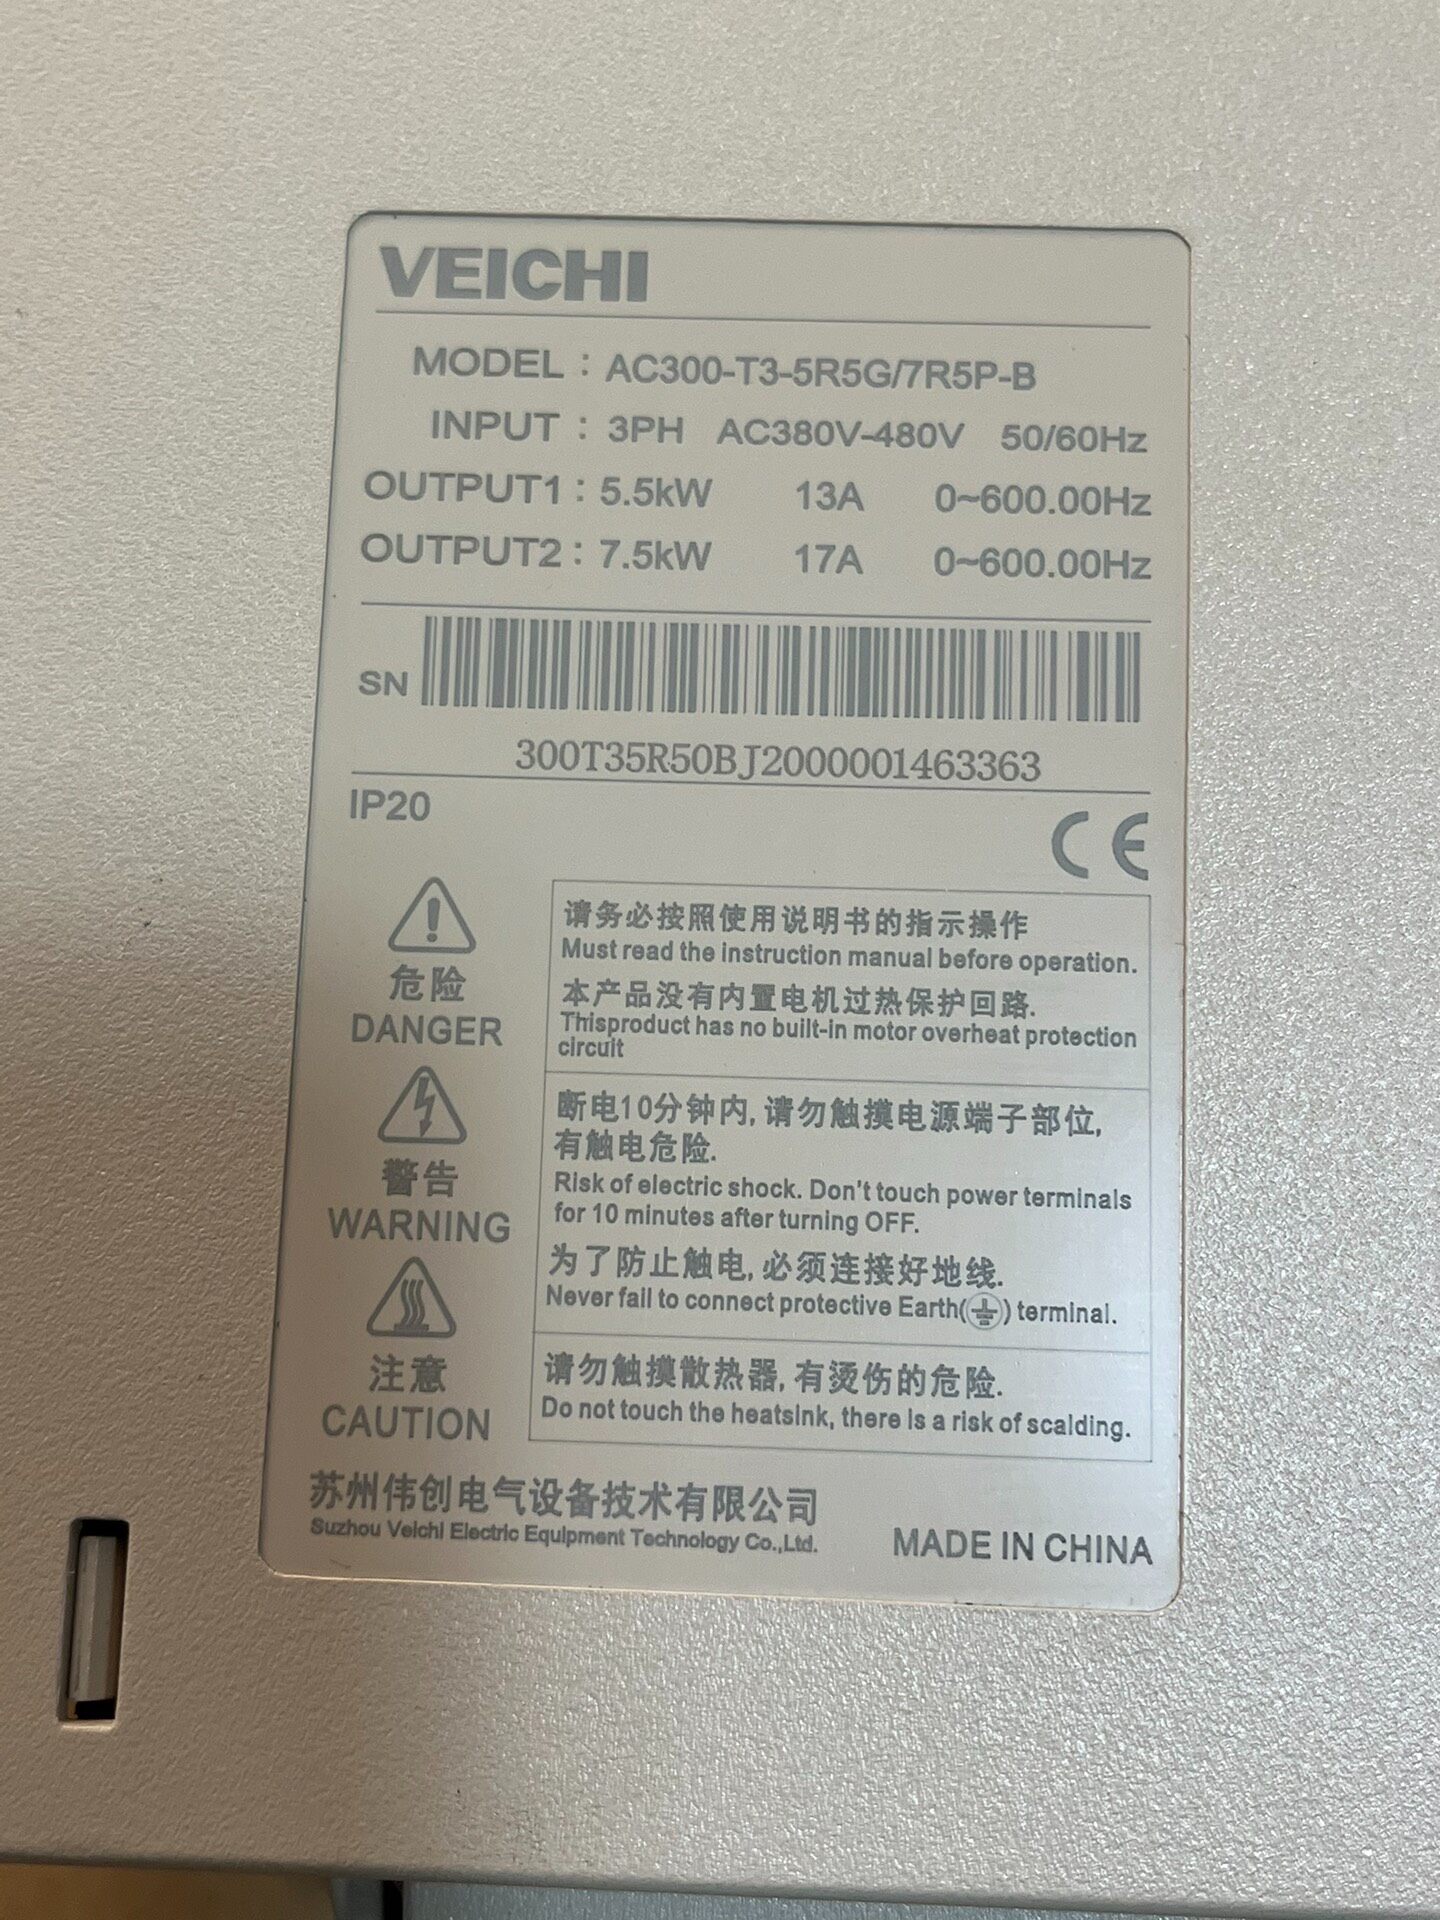 VEICHI
MODEL : AC300-T3-5R5G/7R5P-B
INPUT : 3PH AC380V-480V 50/60Hz
OUTPUT1 : 5.5kW 13A 0~600.00Hz
OUTPUT2 : 7.5kW 17A 0~600.00Hz
SN
300T35R50BJ2000001463363
IP20
CE
危险
DANGER
请务必按照使用说明书的指示操作
Must read the instruction manual before operation.
本产品没有内置电机过热保护回路.
Thisproduct has no built-in motor overheat protection
circuit
警告
WARNING
断电10分钟内,请勿触摸电源端子部位,
有触电危险.
Risk of electric shock. Don't touch power terminals
for 10 minutes after turning OFF.
为了防止触电,必须连接好地线.
Never fail to connect protective Earth(⏚) terminal.
注意
CAUTION
请勿触摸散热器,有烫伤的危险.
Do not touch the heatsink, there is a risk of scalding.
苏州伟创电气设备技术有限公司
Suzhou Veichi Electric Equipment Technology Co.,Ltd.
MADE IN CHINA